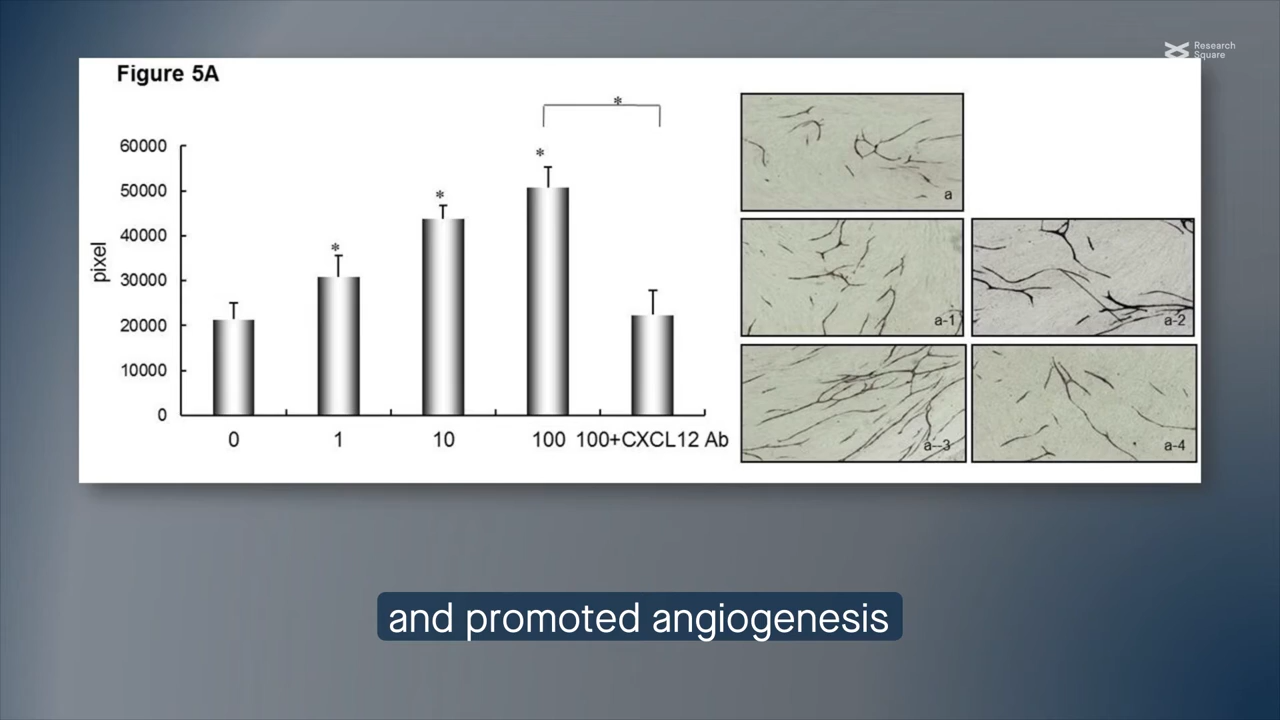 Research
Square
Figure 5A
*
60000
50000
40000
30000
20000
10000
0
pixel
*
*
*
0
1
10
100
100+CXCL12 Ab
a
a-1
a-2
a--3
a-4
and promoted angiogenesis